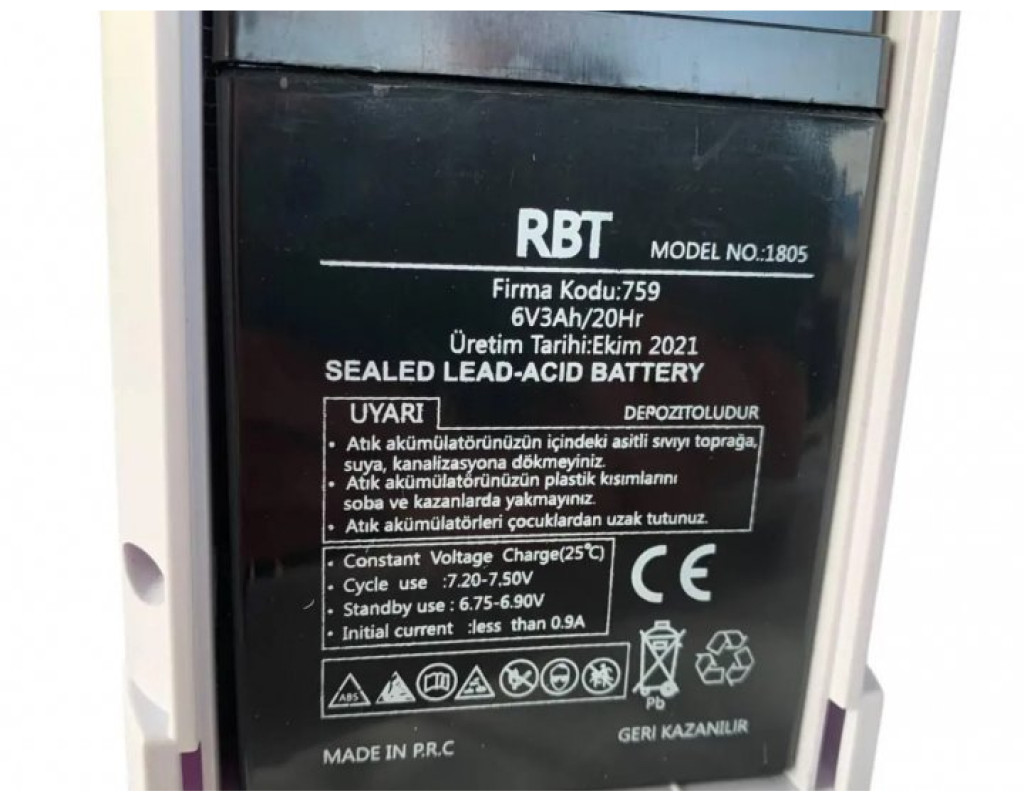 RBT MODEL NO.:1805
Firma Kodu:759
6V3Ah/20Hr
Üretim Tarihi:Ekim 2021
SEALED LEAD-ACID BATTERY
UYARI DEPOZITOLUDUR
• Atık akümülatörünüzün içindeki asitli sıvıyı toprağa,
suya, kanalizasyona dökmeyiniz.
• Atık akümülatörünüzün plastik kısımlarını
soba ve kazanlarda yakmayınız.
• Atık akümülatörleri çocuklardan uzak tutunuz.
• Constant Voltage Charge(25℃)
• Cycle use :7.20-7.50V
• Standby use : 6.75-6.90V
• Initial current :less than 0.9A
CE
ABS
Pb
GERI KAZANILIR
MADE IN P.R.C